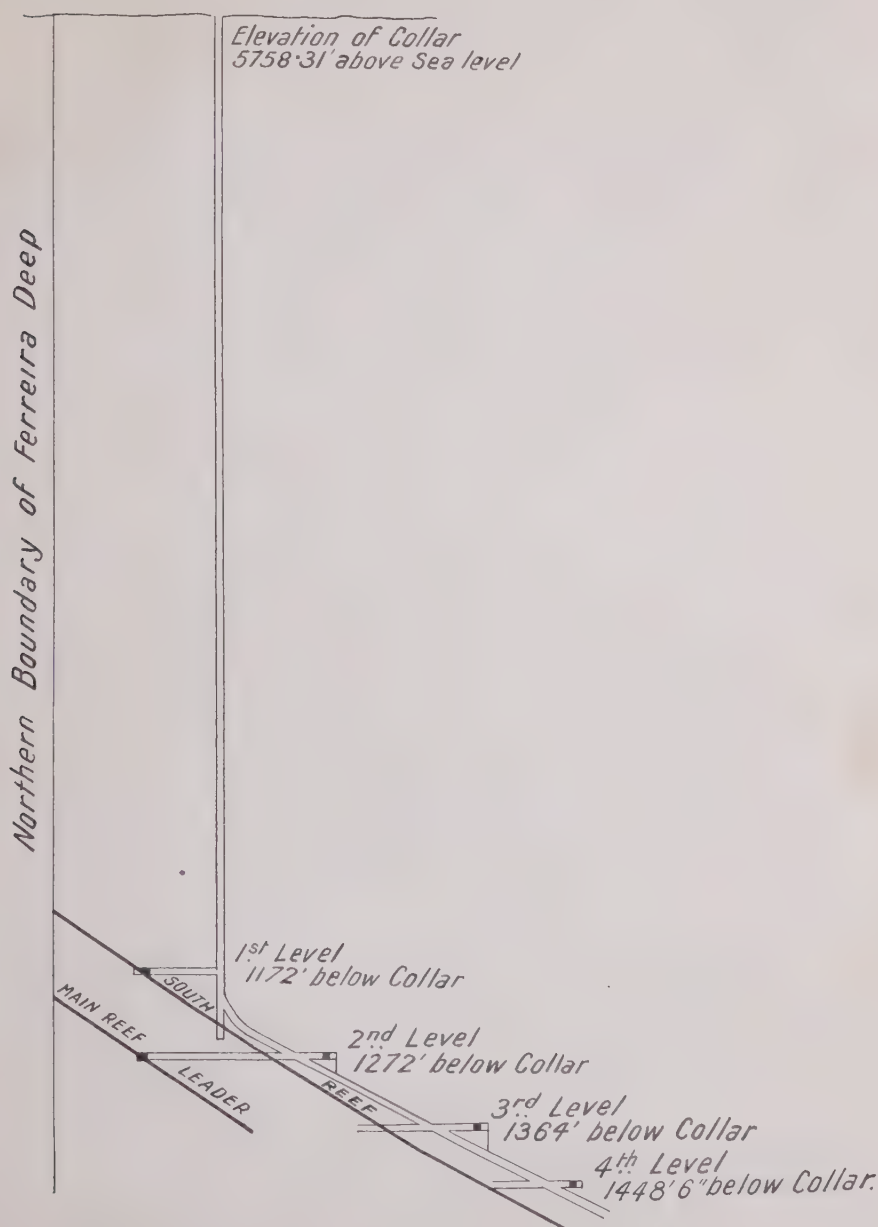 Elevation of Collar
5758·31' above Sea level
Northern Boundary of Ferreira Deep
1st Level
1172' below Collar
SOUTH REEF
MAIN REEF
LEADER
2nd Level
1272' below Collar
3rd Level
1364' below Collar
4th Level
1448' 6" below Collar.